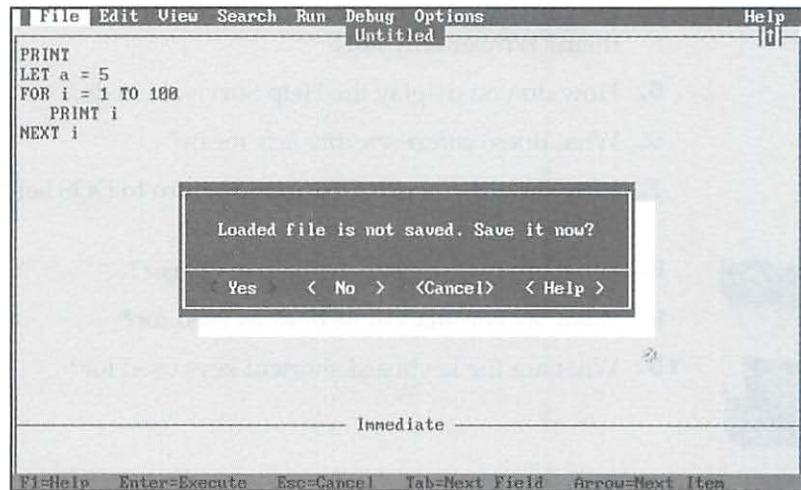 File Edit View Search Run Debug Options Help
Untitled
PRINT
LET a = 5
FOR i = 1 TO 100
PRINT i
NEXT i
Loaded file is not saved. Save it now?
< Yes > < No > <Cancel> < Help >
Immediate
F1=Help Enter=Execute Esc=Cancel Tab=Next Field Arrow=Next Item